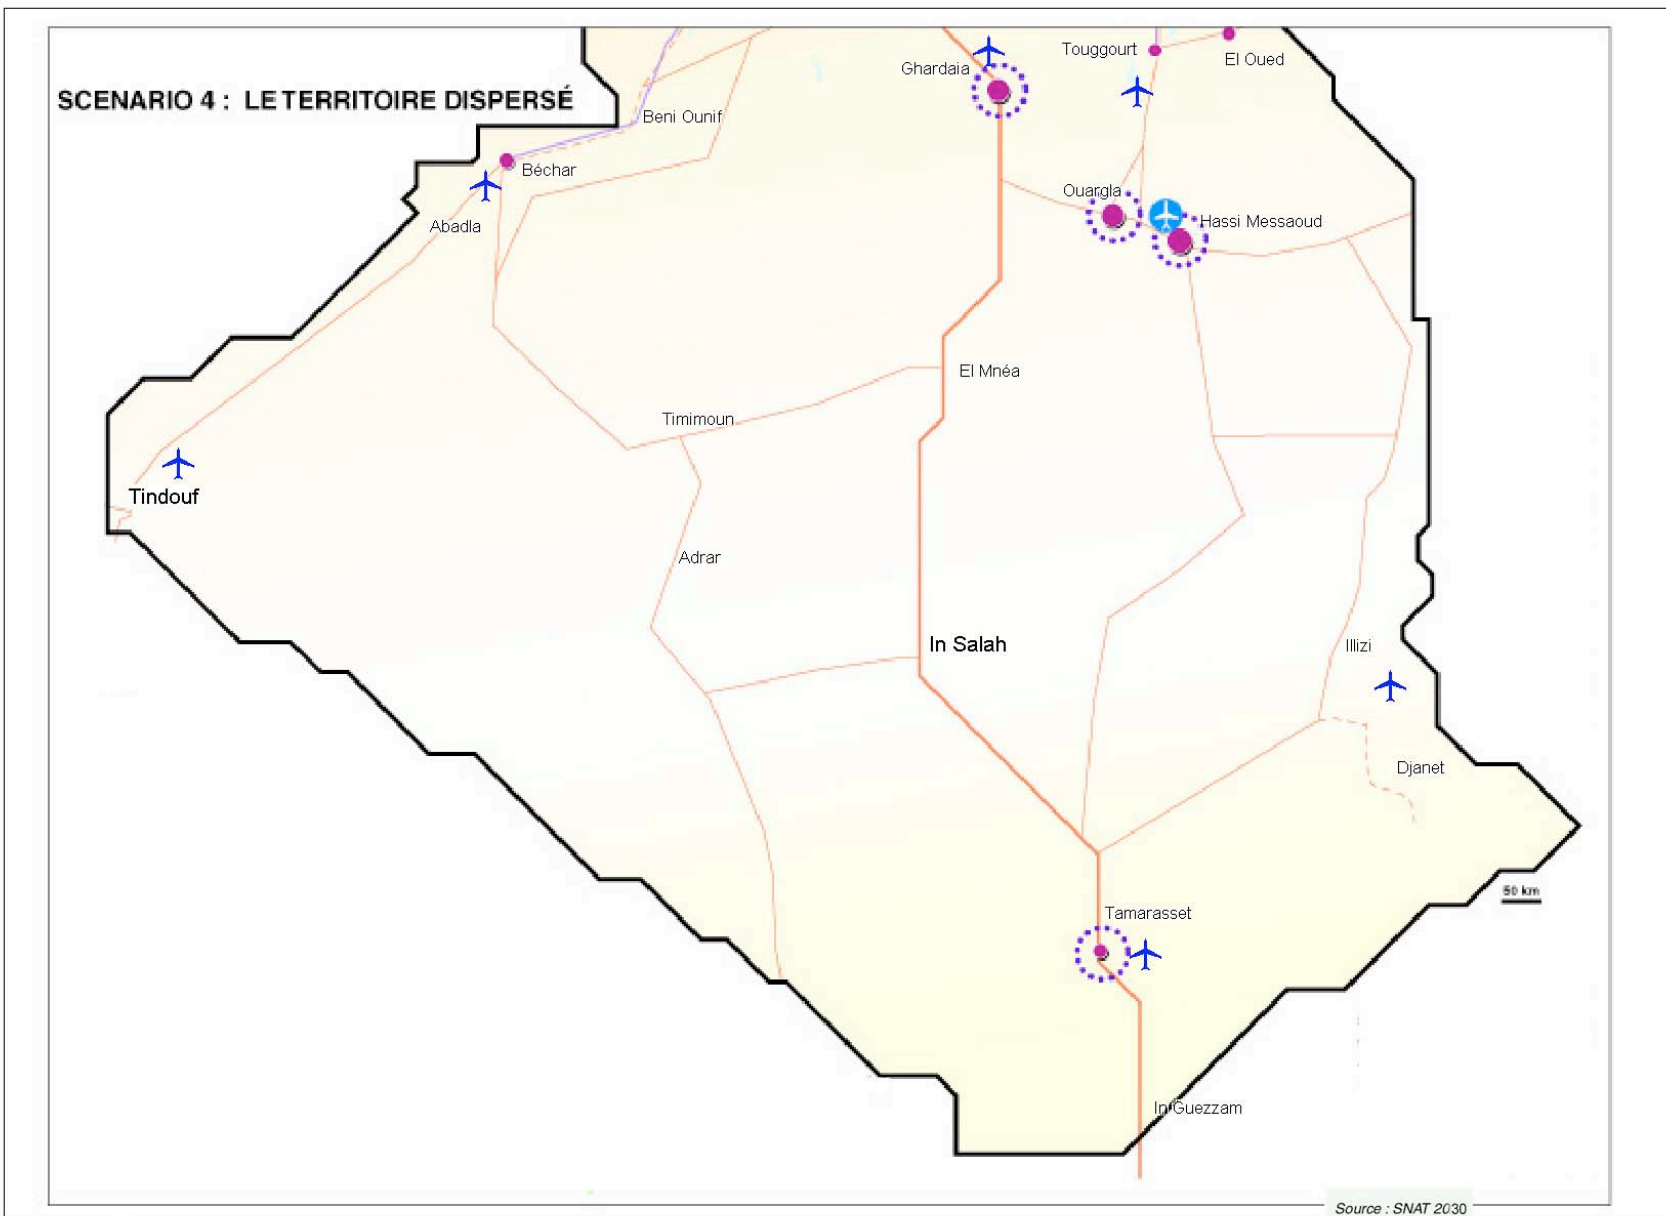 Touggourt
El Oued
Ghardaia
SCENARIO 4 : LE TERRITOIRE DISPERSÉ
Beni Ounif
Béchar
Ouargla
Hassi Messaoud
Abadla
El Mnéa
Timimoun
Tindouf
Adrar
In Salah
Illizi
Djanet
50 km
Tamarasset
In Guezzam
Source : SNAT 2030